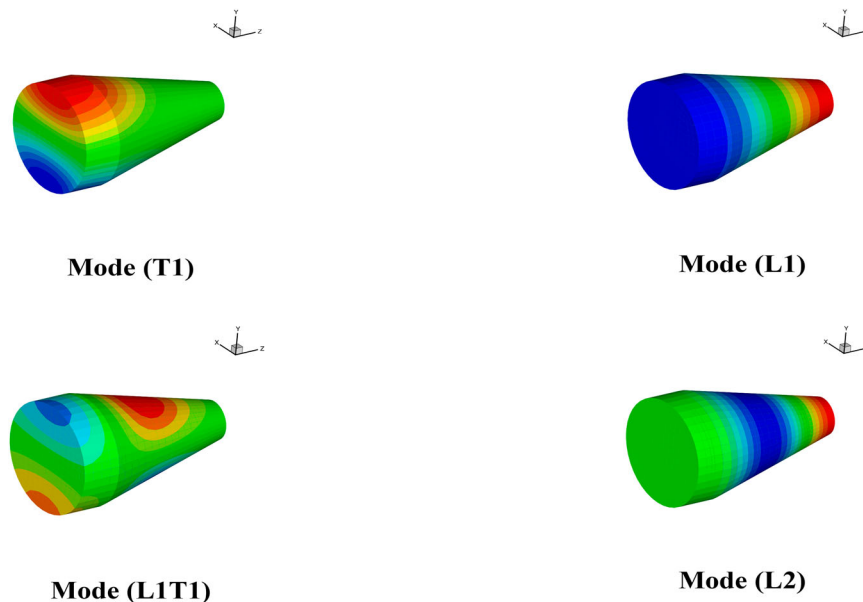 Y
X
Z
Y
X
Mode (T1)
Mode (L1)
Y
X
Z
Y
X
Mode (L1T1)
Mode (L2)